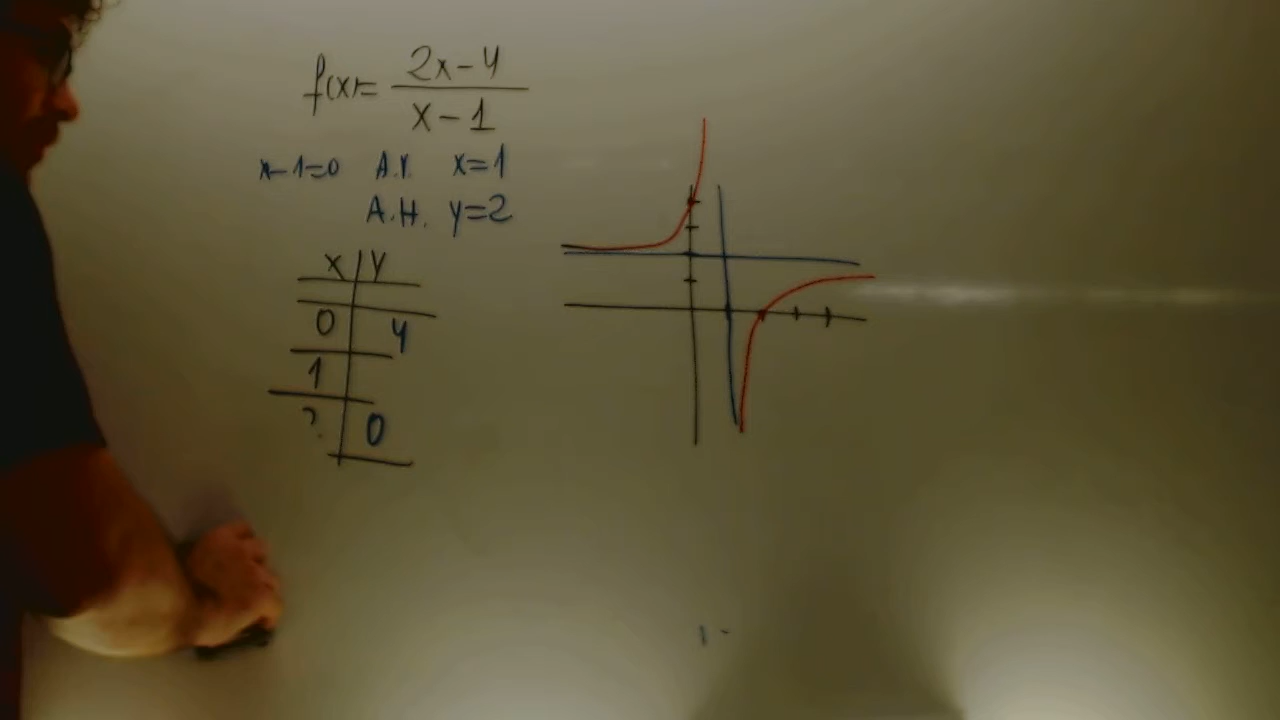 f(x)= 2x-4
x-1
x-1=0 A.V. x=1
A.H. y=2
x y
0 4
1
? 0